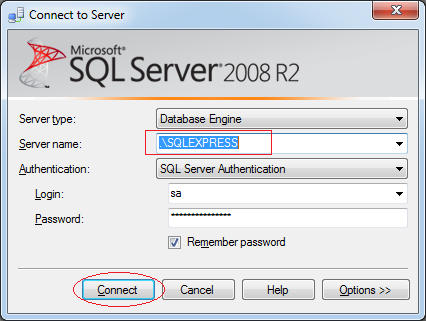 Connect to Server
Microsoft
SQL Server 2008 R2
Server type: Database Engine
Server name: .\SQLEXPRESS
Authentication: SQL Server Authentication
Login: sa
Password: ***************
Remember password
Connect Cancel Help Options >>